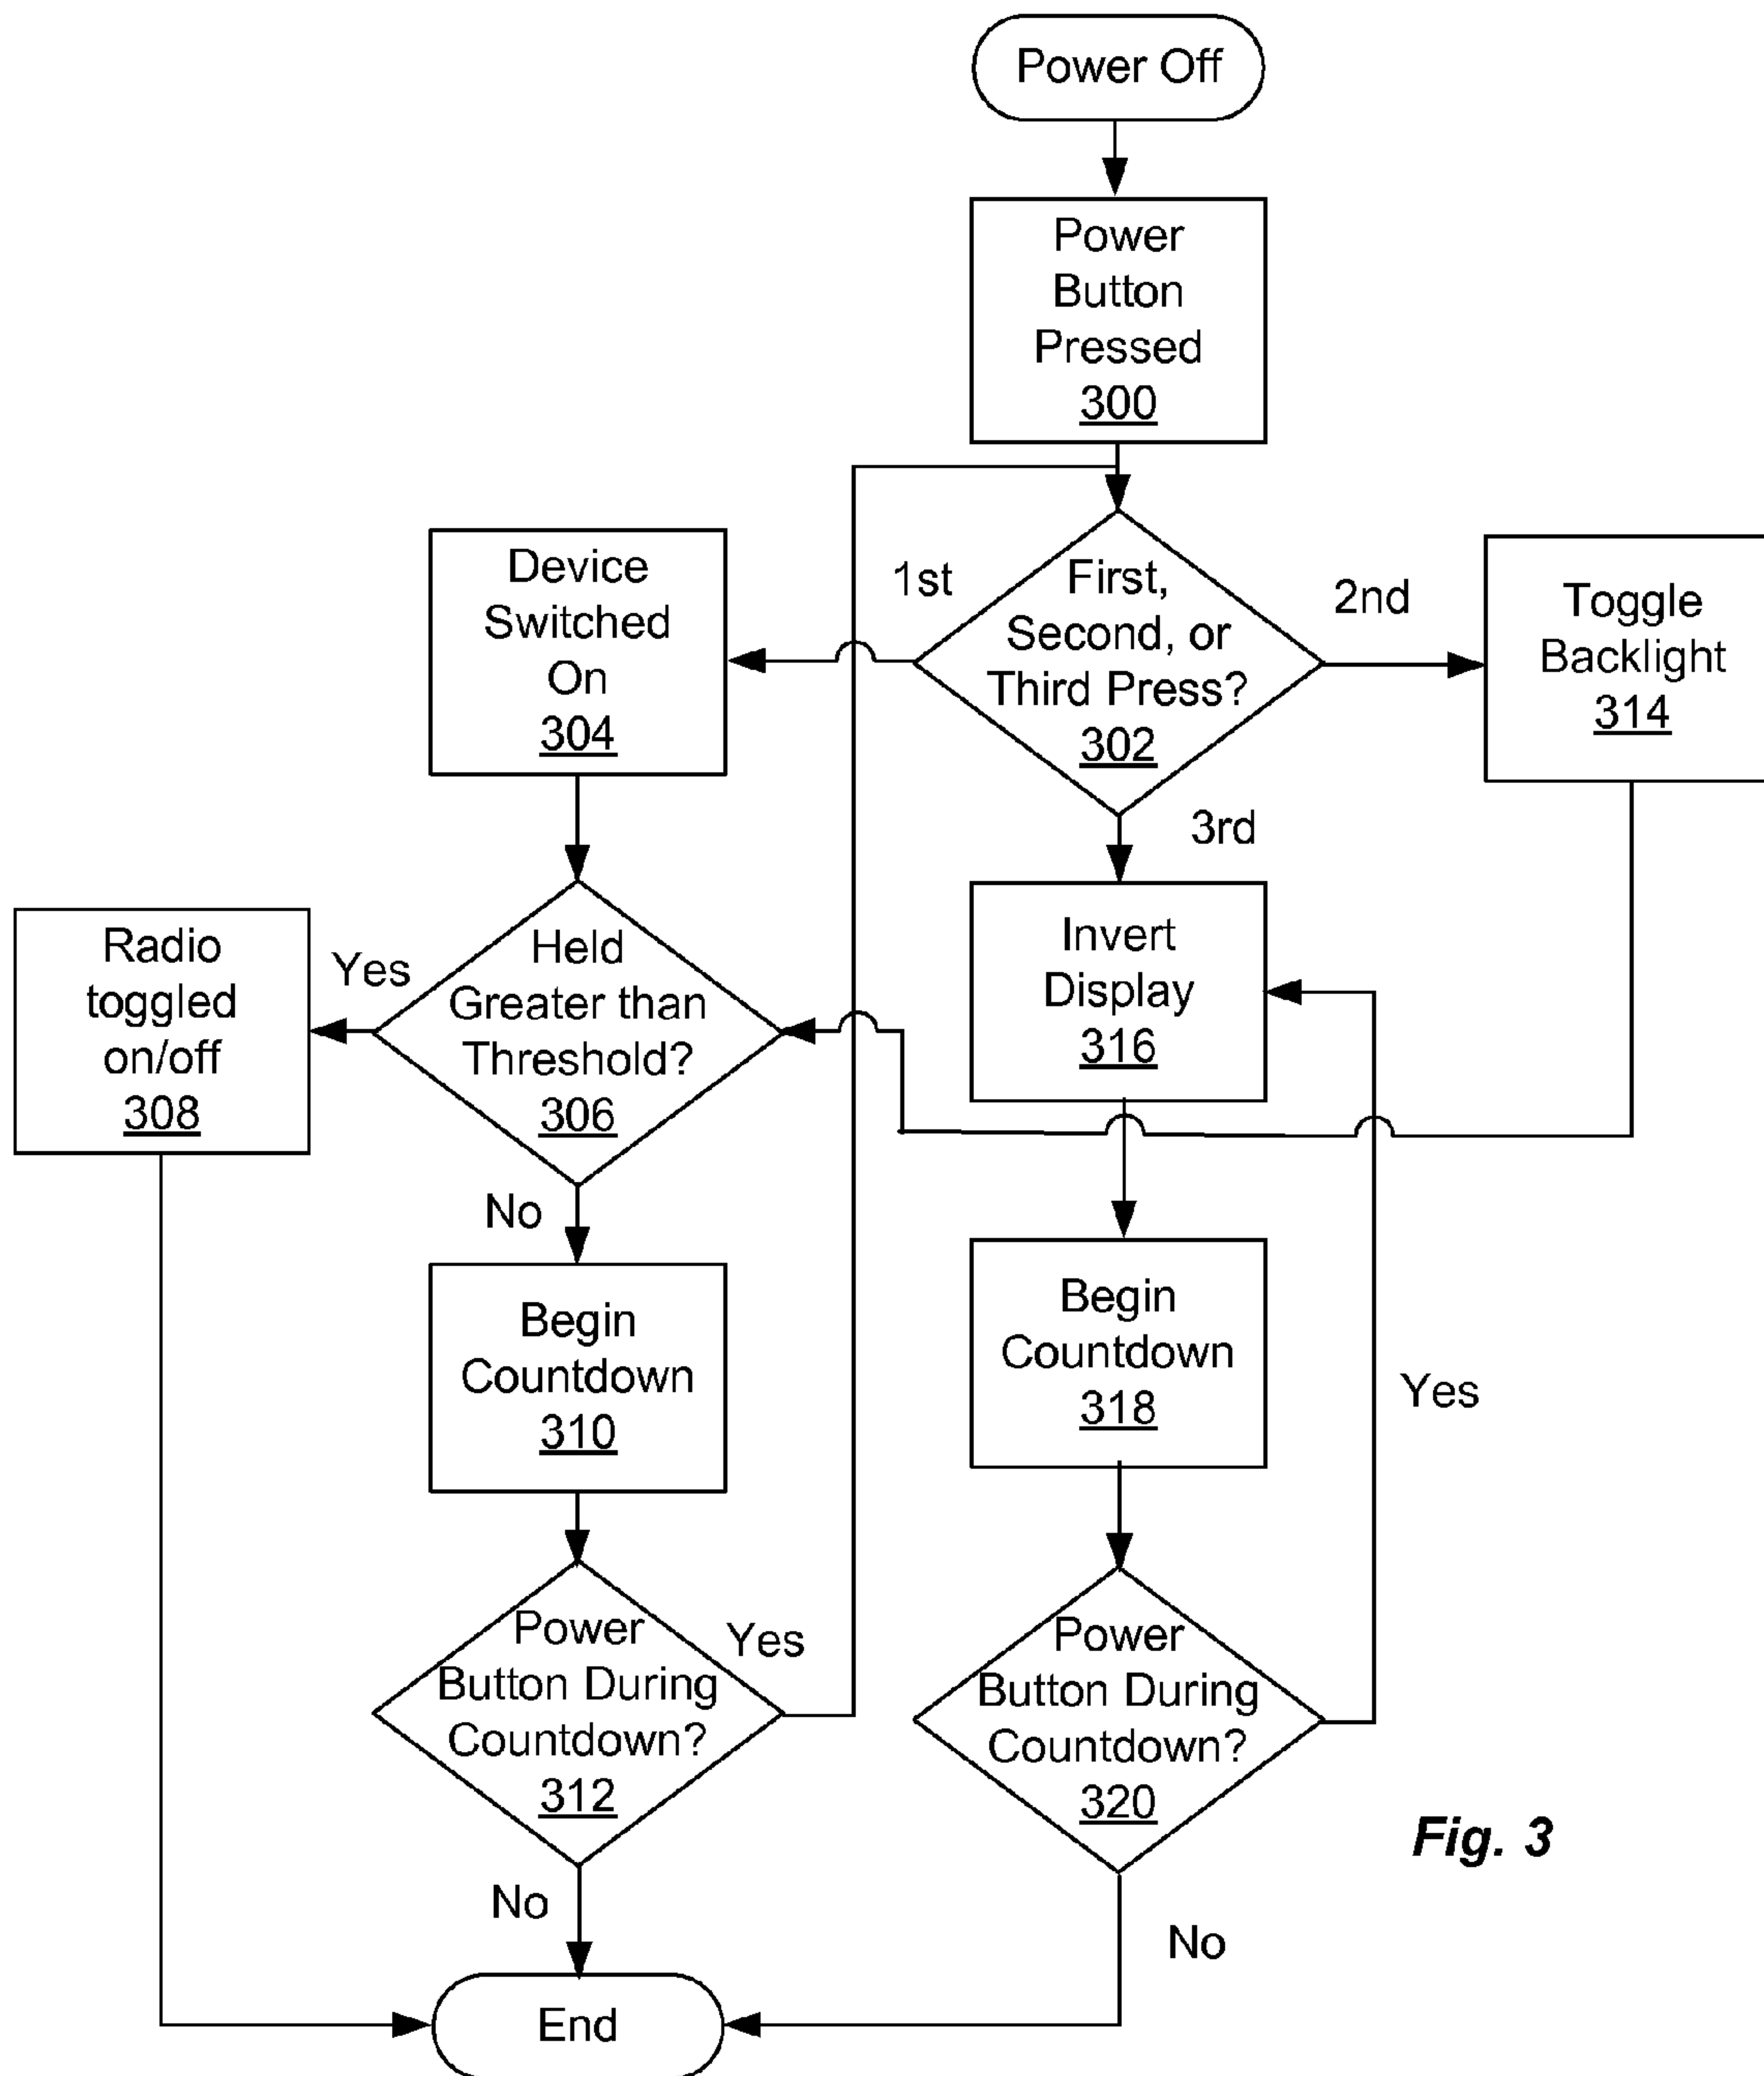 Power Off
Power
Button
Pressed
300
First,
Second, or
Third Press?
302
1st
2nd
3rd
Device
Switched
On
304
Toggle
Backlight
314
Held
Greater than
Threshold?
306
Yes
No
Radio
toggled
on/off
308
Invert
Display
316
Begin
Countdown
310
Begin
Countdown
318
Yes
Power
Button During
Countdown?
312
Yes
No
Power
Button During
Countdown?
320
No
End
Fig. 3